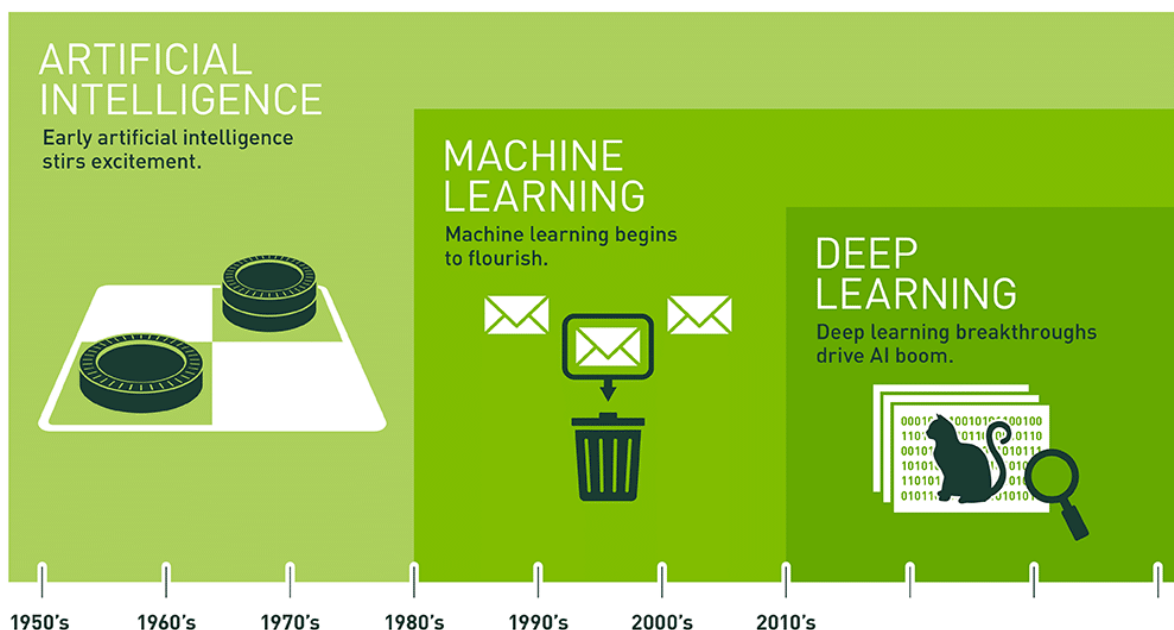 ARTIFICIAL
INTELLIGENCE
Early artificial intelligence
stirs excitement.
MACHINE
LEARNING
Machine learning begins
to flourish.
DEEP
LEARNING
Deep learning breakthroughs
drive AI boom.
1950's
1960's
1970's
1980's
1990's
2000's
2010's